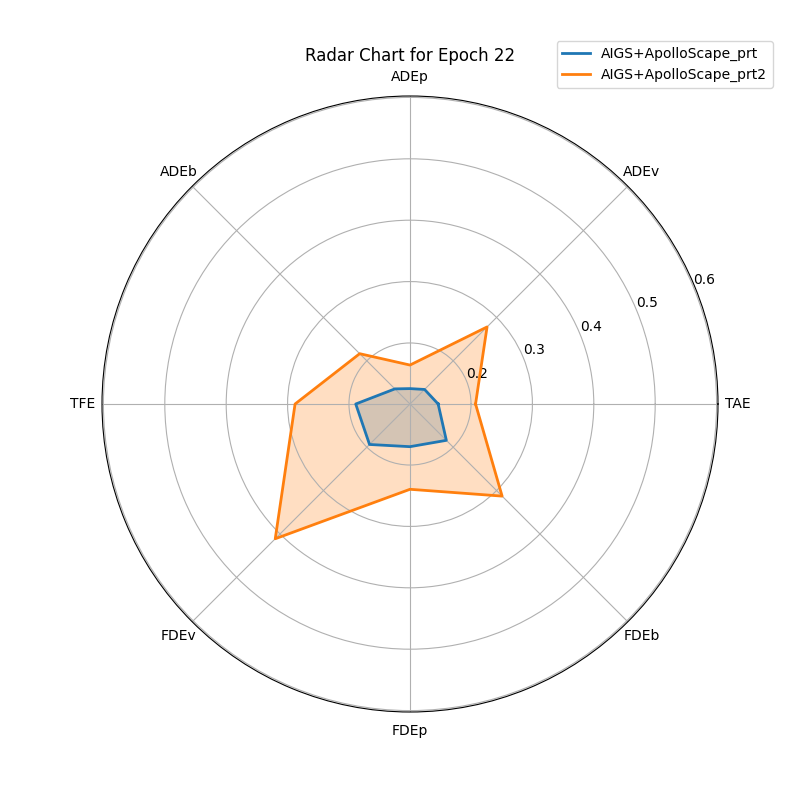 Radar Chart for Epoch 22
AIGS+ApolloScape_prt
AIGS+ApolloScape_prt2
ADEp
ADEb
ADEv
0.6
0.5
0.4
0.3
0.2
TFE
TAE
FDEv
FDEb
FDEp